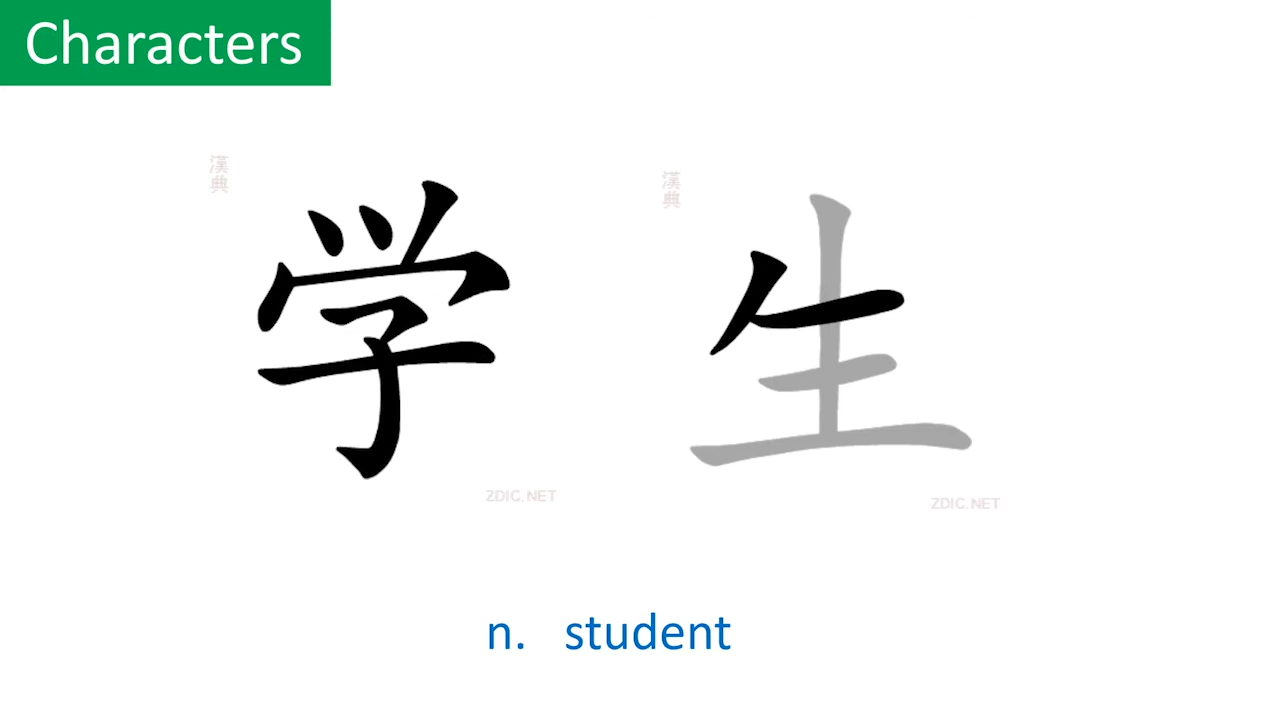 Characters
漢典
漢典
学生
ZDIC.NET
ZDIC.NET
n. student